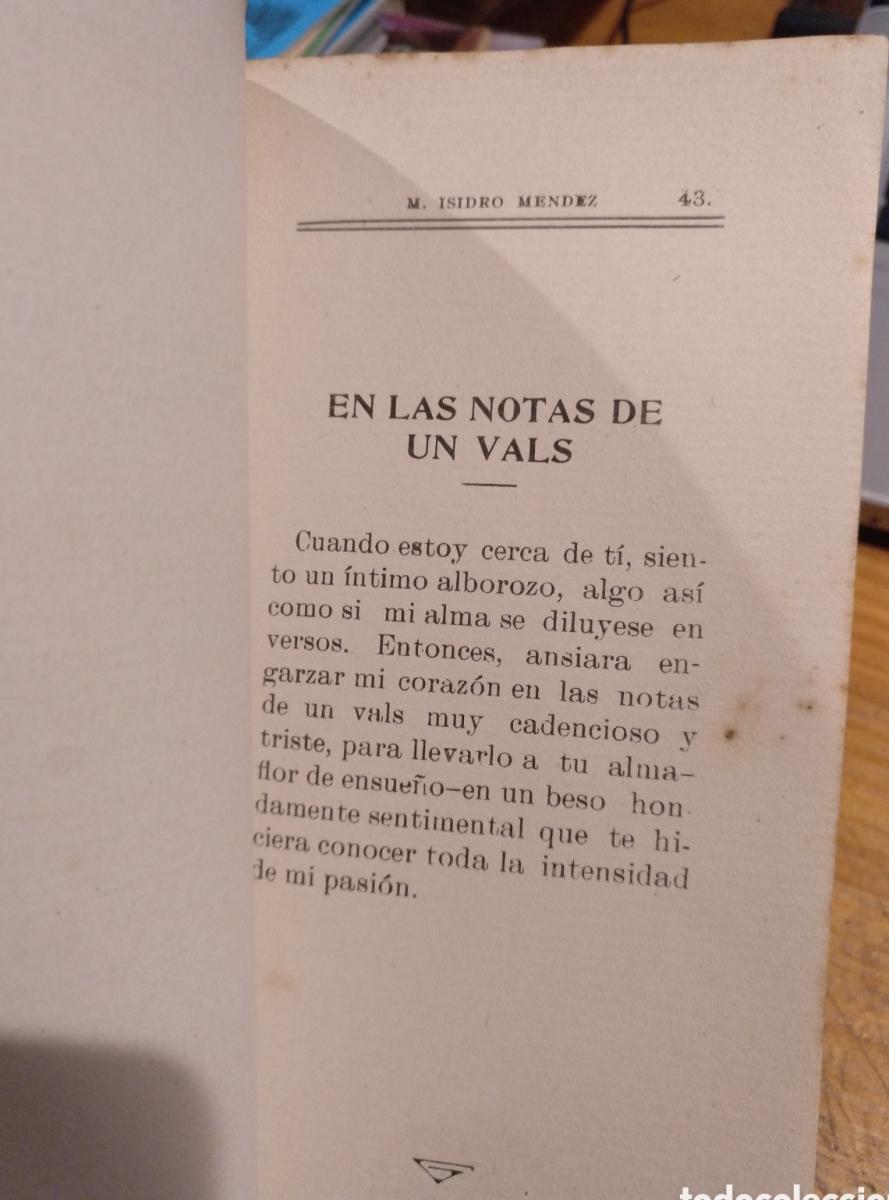 M. ISIDRO MENDEZ 43.
EN LAS NOTAS DE
UN VALS
Cuando estoy cerca de tí, sien-
to un íntimo alborozo, algo así
como si mi alma se diluyese en
versos. Entonces, ansiara en-
garzar mi corazón en las notas
de un vals muy cadencioso y
triste, para llevarlo a tu alma—
flor de ensueño—en un beso hon-
damente sentimental que te hi-
ciera conocer toda la intensidad
de mi pasión.
todocoleccion